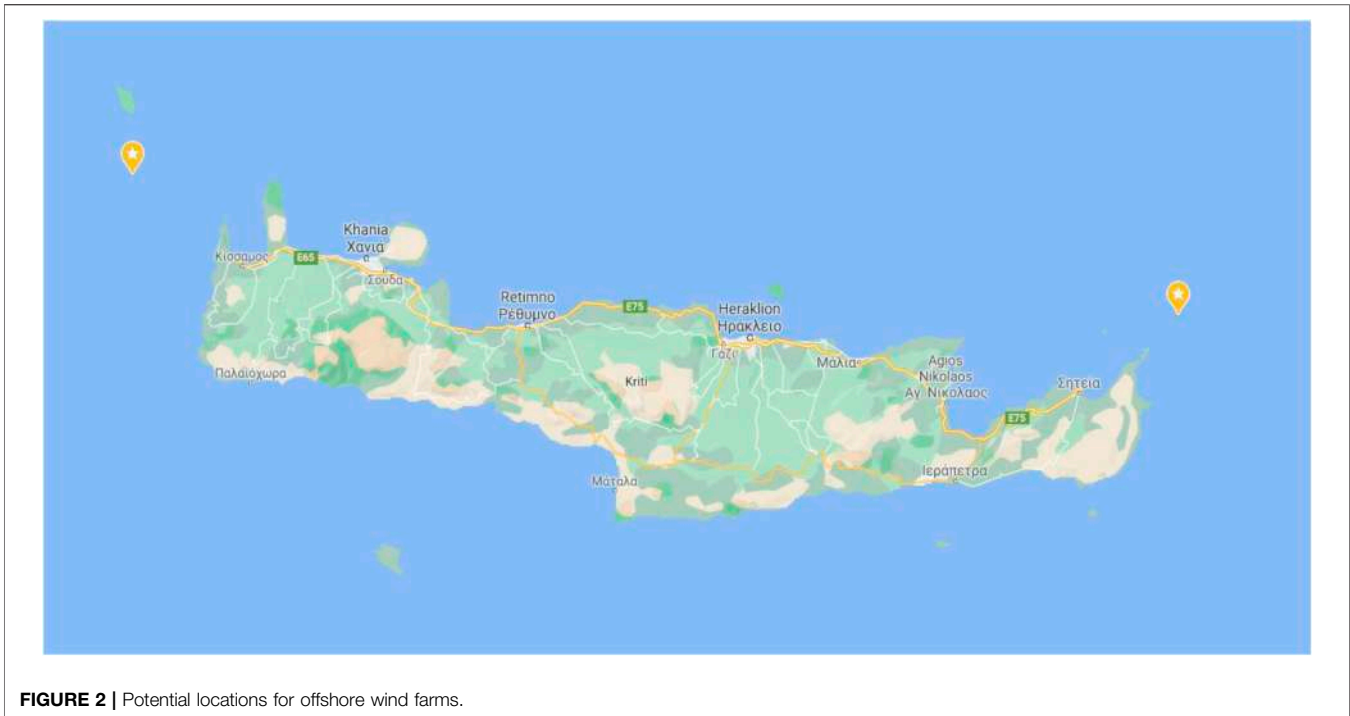 Khania
Χανιά
Κίσσαμος
E65
Σούδα
Retimno
Ρέθυμνο
E75
Heraklion
Ηράκλειο
Γάζι
Παλαιόχωρα
Kriti
Μάλια
Agios
Nikolaos
Αγ. Νικόλαος
Σητεία
E75
Ιεράπετρα
Μάταλα
FIGURE 2 | Potential locations for offshore wind farms.